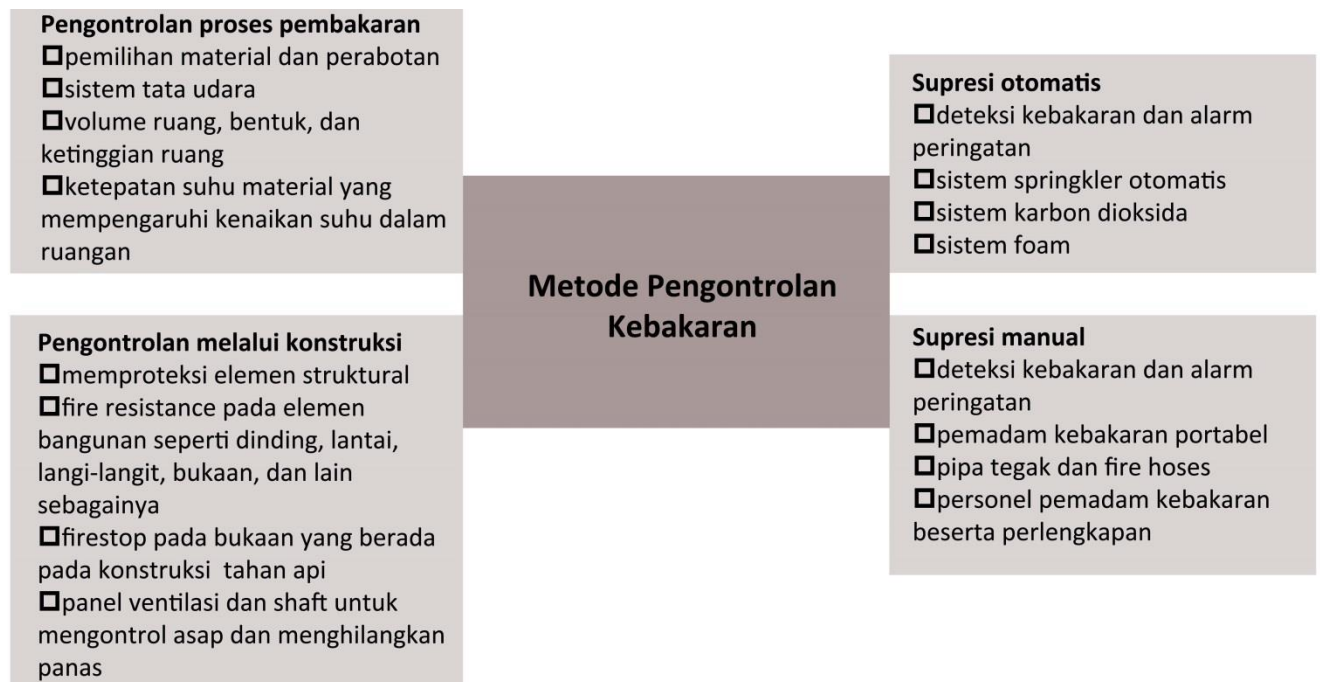 Pengontrolan proses pembakaran
☐pemilihan material dan perabotan
☐sistem tata udara
☐volume ruang, bentuk, dan
ketinggian ruang
☐ketepatan suhu material yang
mempengaruhi kenaikan suhu dalam
ruangan
Pengontrolan melalui konstruksi
☐memproteksi elemen struktural
☐fire resistance pada elemen
bangunan seperti dinding, lantai,
langi-langit, bukaan, dan lain
sebagainya
☐firestop pada bukaan yang berada
pada konstruksi tahan api
☐panel ventilasi dan shaft untuk
mengontrol asap dan menghilangkan
panas
Metode Pengontrolan
Kebakaran
Supresi otomatis
☐deteksi kebakaran dan alarm
peringatan
☐sistem springkler otomatis
☐sistem karbon dioksida
☐sistem foam
Supresi manual
☐deteksi kebakaran dan alarm
peringatan
☐pemadam kebakaran portabel
☐pipa tegak dan fire hoses
☐personel pemadam kebakaran
beserta perlengkapan